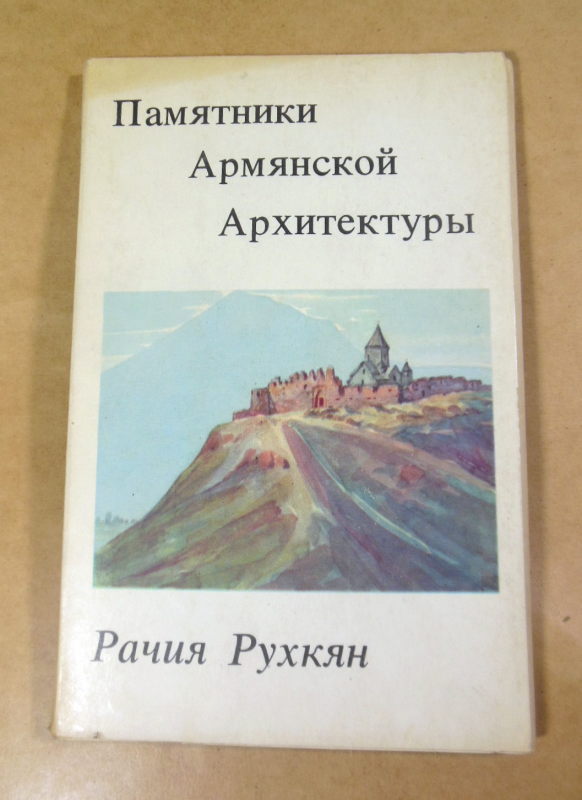 Памятники
Армянской
Архитектуры
Рачия Рухкян